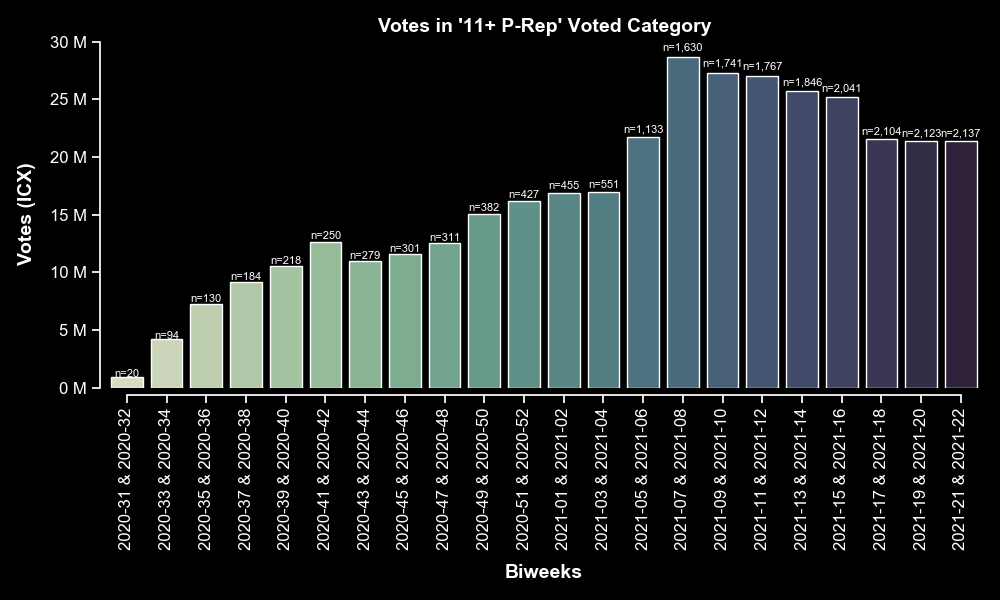 Votes in '11+ P-Rep' Voted Category
Votes (ICX)
30 M
25 M
20 M
15 M
10 M
5 M
0 M
n=20
n=94
n=130
n=184
n=218
n=250
n=279
n=301
n=311
n=382
n=427
n=455
n=551
n=1,133
n=1,630
n=1,741
n=1,767
n=1,846
n=2,041
n=2,104
n=2,123
n=2,137
2020-31 & 2020-32
2020-33 & 2020-34
2020-35 & 2020-36
2020-37 & 2020-38
2020-39 & 2020-40
2020-41 & 2020-42
2020-43 & 2020-44
2020-45 & 2020-46
2020-47 & 2020-48
2020-49 & 2020-50
2020-51 & 2020-52
2021-01 & 2021-02
2021-03 & 2021-04
2021-05 & 2021-06
2021-07 & 2021-08
2021-09 & 2021-10
2021-11 & 2021-12
2021-13 & 2021-14
2021-15 & 2021-16
2021-17 & 2021-18
2021-19 & 2021-20
2021-21 & 2021-22
Biweeks